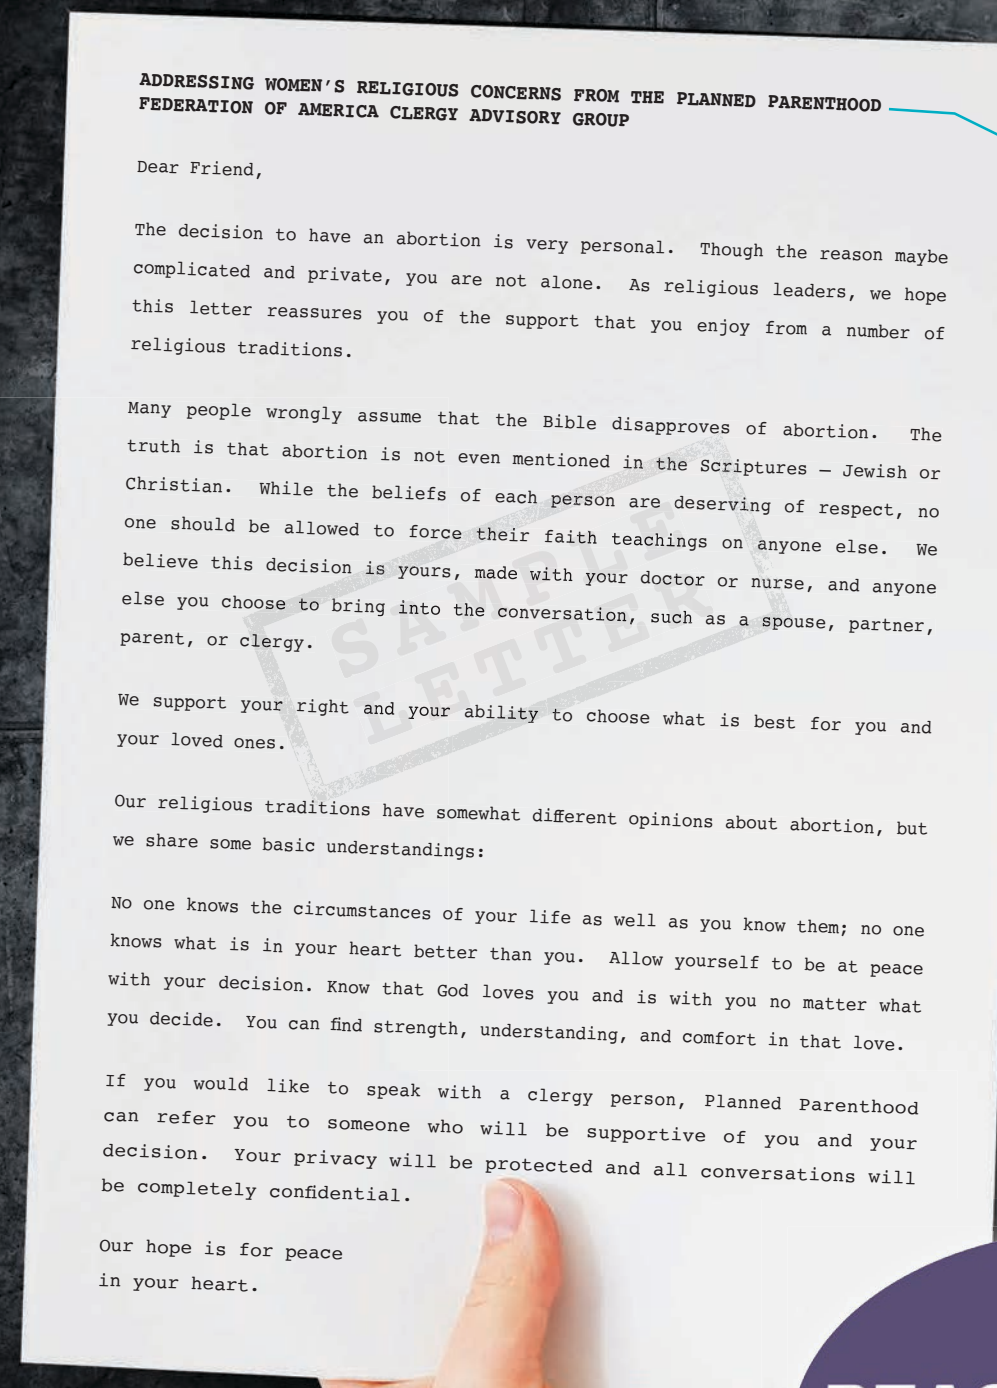 ADDRESSING WOMEN'S RELIGIOUS CONCERNS FROM THE PLANNED PARENTHOOD
FEDERATION OF AMERICA CLERGY ADVISORY GROUP
Dear Friend,
The decision to have an abortion is very personal. Though the reason maybe
complicated and private, you are not alone. As religious leaders, we hope
this letter reassures you of the support that you enjoy from a number of
religious traditions.
Many people wrongly assume that the Bible disapproves of abortion. The
truth is that abortion is not even mentioned in the Scriptures — Jewish or
Christian. While the beliefs of each person are deserving of respect, no
one should be allowed to force their faith teachings on anyone else. We
believe this decision is yours, made with your doctor or nurse, and anyone
else you choose to bring into the conversation, such as a spouse, partner,
parent, or clergy.
SAMPLE
LETTER
We support your right and your ability to choose what is best for you and
your loved ones.
Our religious traditions have somewhat different opinions about abortion, but
we share some basic understandings:
No one knows the circumstances of your life as well as you know them; no one
knows what is in your heart better than you. Allow yourself to be at peace
with your decision. Know that God loves you and is with you no matter what
you decide. You can find strength, understanding, and comfort in that love.
If you would like to speak with a clergy person, Planned Parenthood
can refer you to someone who will be supportive of you and your
decision. Your privacy will be protected and all conversations will
be completely confidential.
Our hope is for peace
in your heart.